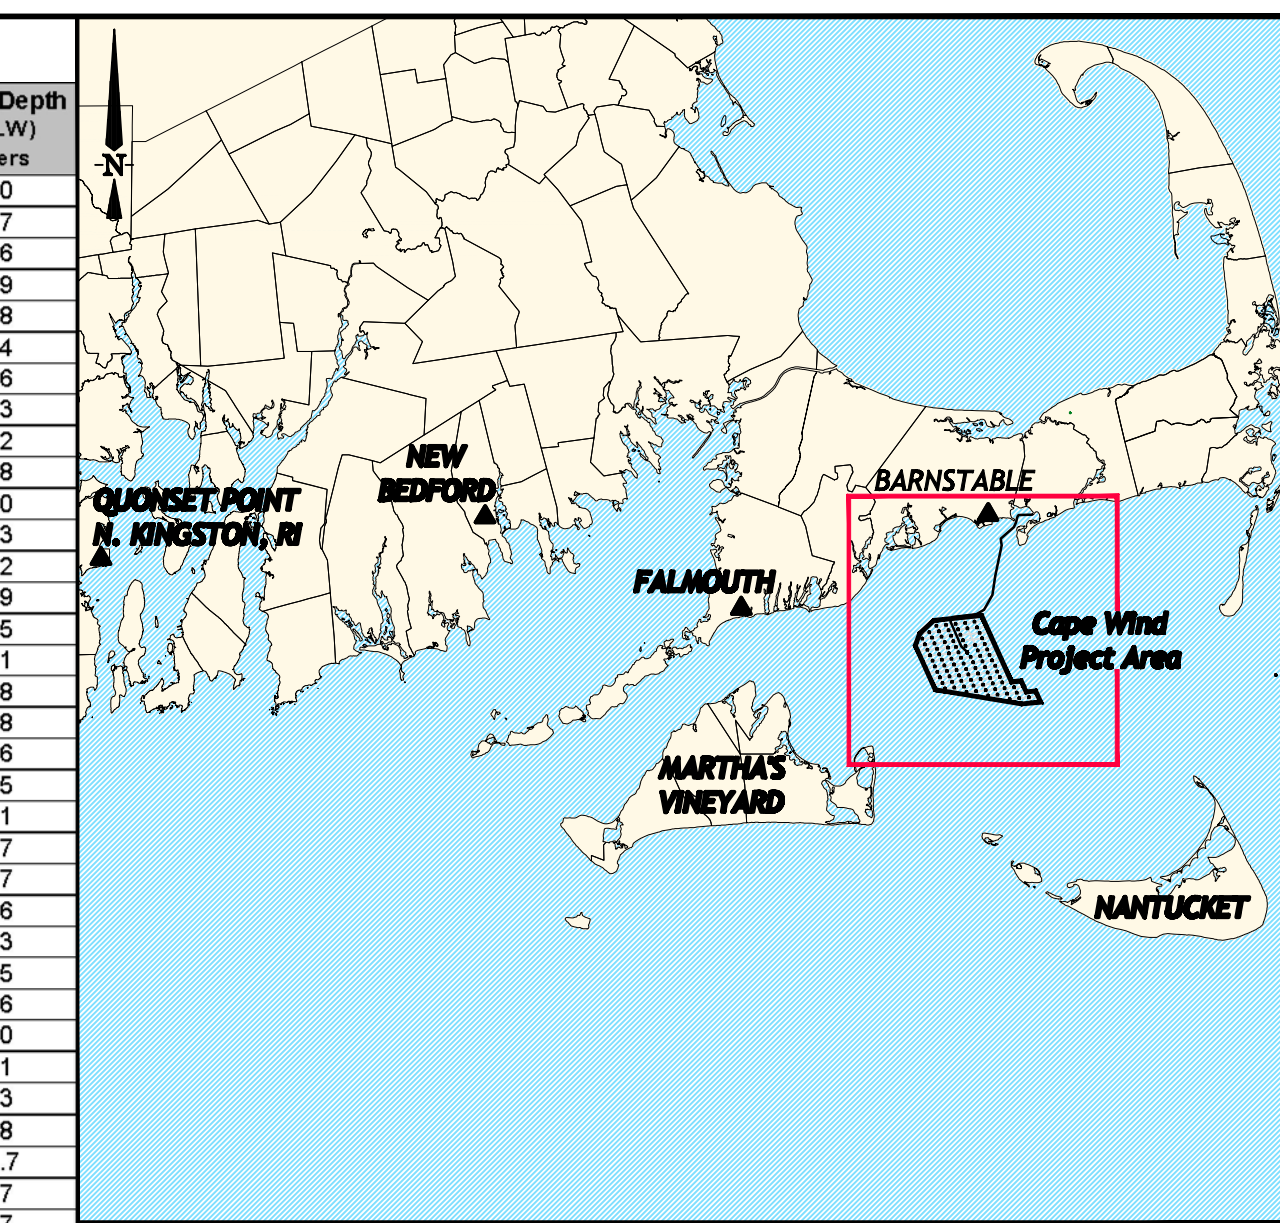 Depth
LW)
ers
0
7
6
9
8
4
6
3
2
8
0
3
2
9
5
1
8
8
6
5
1
7
7
6
3
5
6
0
1
3
8
.7
7
N
BARNSTABLE
NEW
BEDFORD
QUONSET POINT
N. KINGSTON, RI
FALMOUTH
Cape Wind
Project Area
MARTHA'S
VINEYARD
NANTUCKET